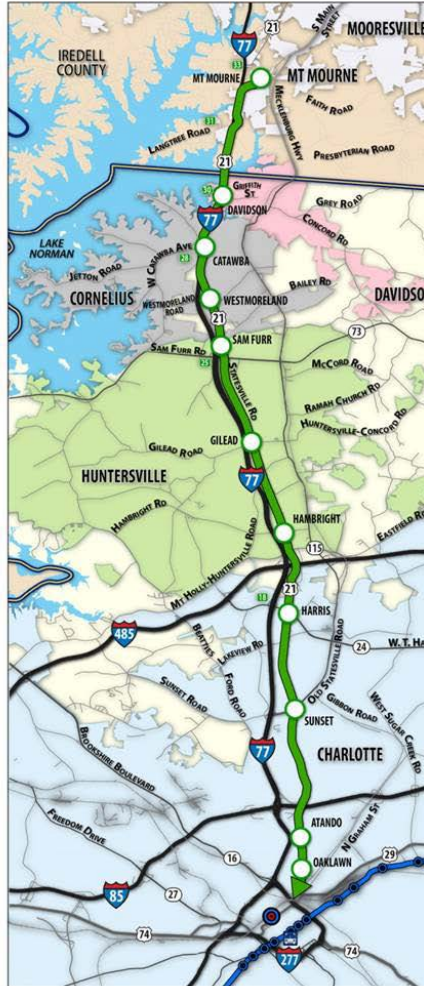 21
S MAIN
STREET
MOORESVILLE
IREDELL
COUNTY
77
33
MT MOURNE
MT MOURNE
MECKLENBURG HWY
FAITH ROAD
31
LANGTREE ROAD
PRESBYTERIAN ROAD
21
30
GRIFFITH
ST
DAVIDSON
GREY ROAD
77
CONCORD RD
LAKE
NORMAN
W CATAWBA AVE
CATAWBA
28
JETTON ROAD
BAILEY RD
CORNELIUS
WESTMORELAND
ROAD
WESTMORELAND
DAVIDSO
21
SAM FURR
73
SAM FURR RD
25
STATESVILLE RD
MCCORD ROAD
RAMAH CHURCH RD
HUNTERSVILLE-CONCORD RD
GILEAD
GILEAD ROAD
77
HUNTERSVILLE
HAMBRIGHT RD
MT HOLLY-HUNTERSVILLE ROAD
HAMBRIGHT
115
EASTFIELD RD
21
18
HARRIS
485
BEATTIES
FORD ROAD
LAKEVIEW RD
OLD STATESVILLE ROAD
24
W. T. HA
SUNSET ROAD
SUNSET
GIBBON ROAD
WEST SUGAR CREEK RD
77
CHARLOTTE
BROOKSHIRE BOULEVARD
FREEDOM DRIVE
ATANDO
N GRAHAM ST
16
OAKLAWN
29
85
27
74
74
277